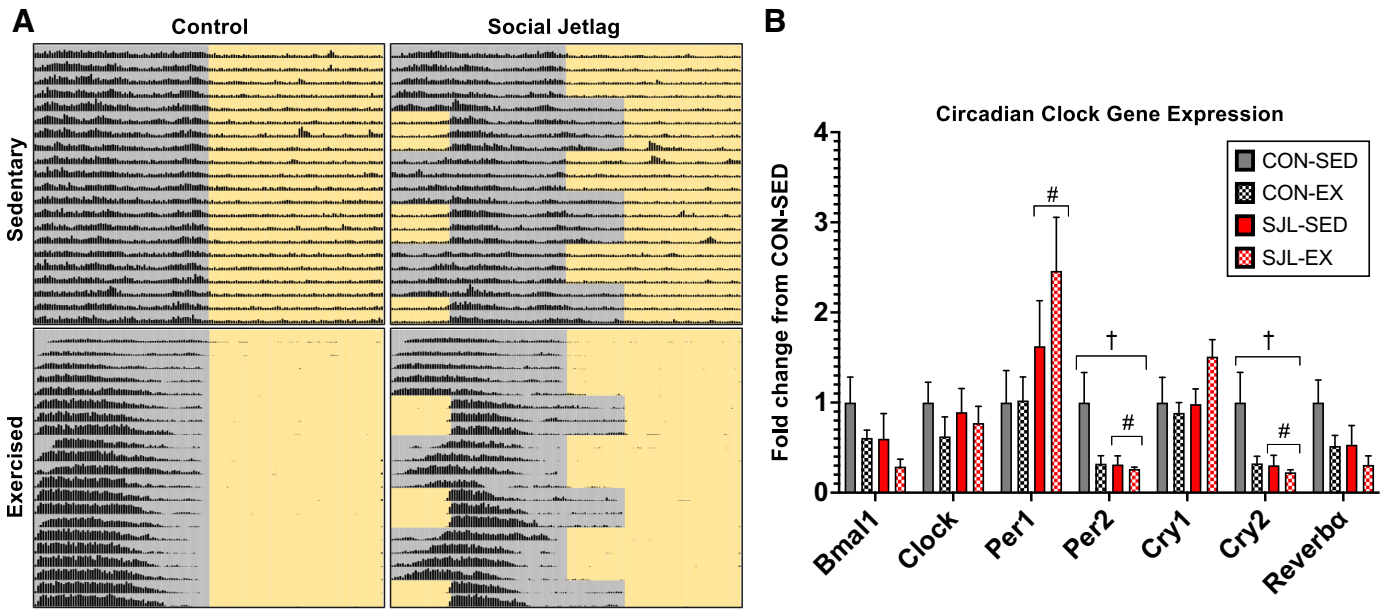 A
Control
Social Jetlag
Sedentary
Exercised
B
Circadian Clock Gene Expression
Fold change from CON-SED
4
3
2
1
0
CON-SED
CON-EX
SJL-SED
SJL-EX
#
†
#
†
#
Bmal1
Clock
Per1
Per2
Cry1
Cry2
Reverbα